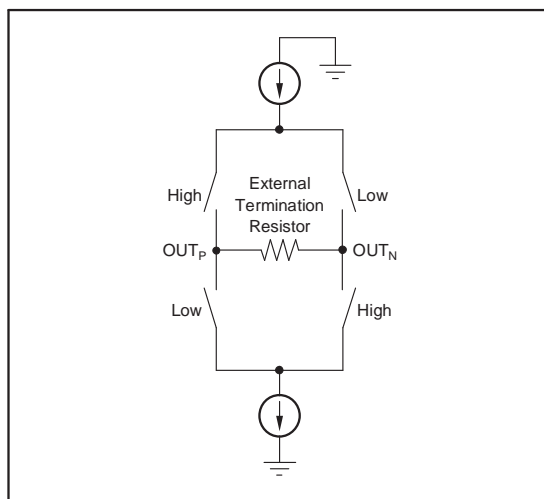 External
Termination
Resistor
High
Low
OUTP
OUTN
Low
High